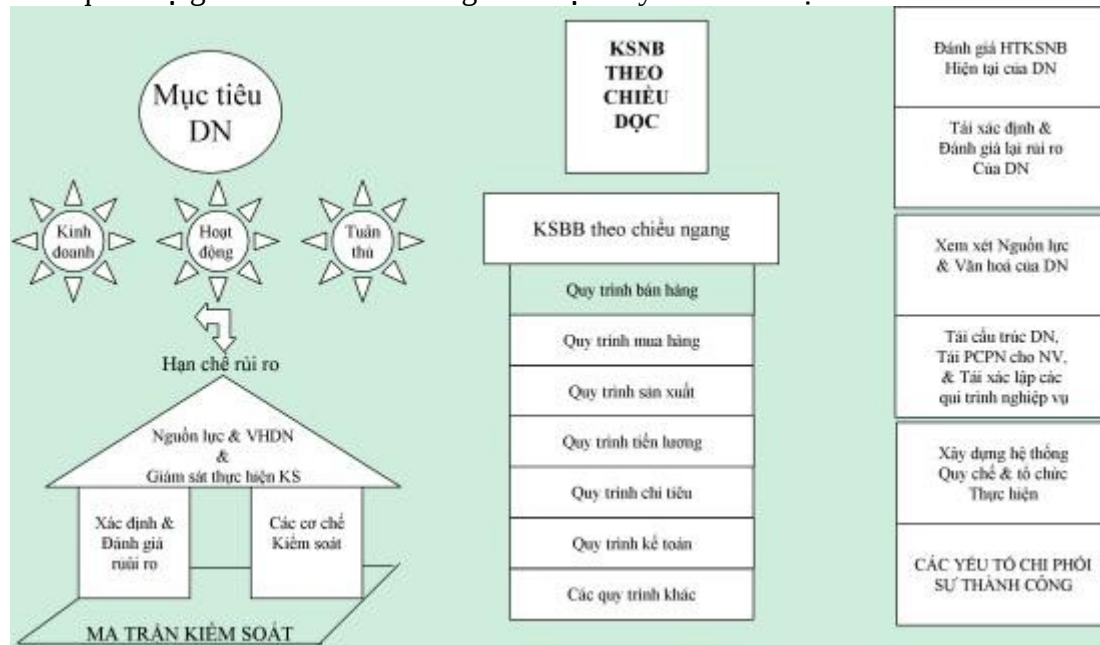 Mục tiêu
DN
Kinh
doanh
Hoạt
động
Tuân
thủ
Hạn chế rủi ro
Nguồn lực & VHDN
&
Giám sát thực hiện KS
Xác định &
Đánh giá
rủiũi ro
Các cơ chế
Kiểm soát
MA TRẬN KIỂM SOÁT
KSNB
THEO
CHIỀU
DỌC
KSBB theo chiều ngang
Quy trình bán hàng
Quy trình mua hàng
Quy trình sản xuất
Quy trình tiền lương
Quy trình chi tiêu
Quy trình kế toán
Các quy trình khác
Đánh giá HTKSNB
Hiện tại của DN
Tái xác định &
Đánh giá lại rủi ro
Của DN
Xem xét Nguồn lực
& Văn hoá của DN
Tái cấu trúc DN,
Tái PCPN cho NV,
& Tái xác lập các
qui trình nghiệp vụ
Xây dựng hệ thống
Quy chế & tổ chức
Thực hiện
CÁC YẾU TỐ CHI PHỐI
SỰ THÀNH CÔNG